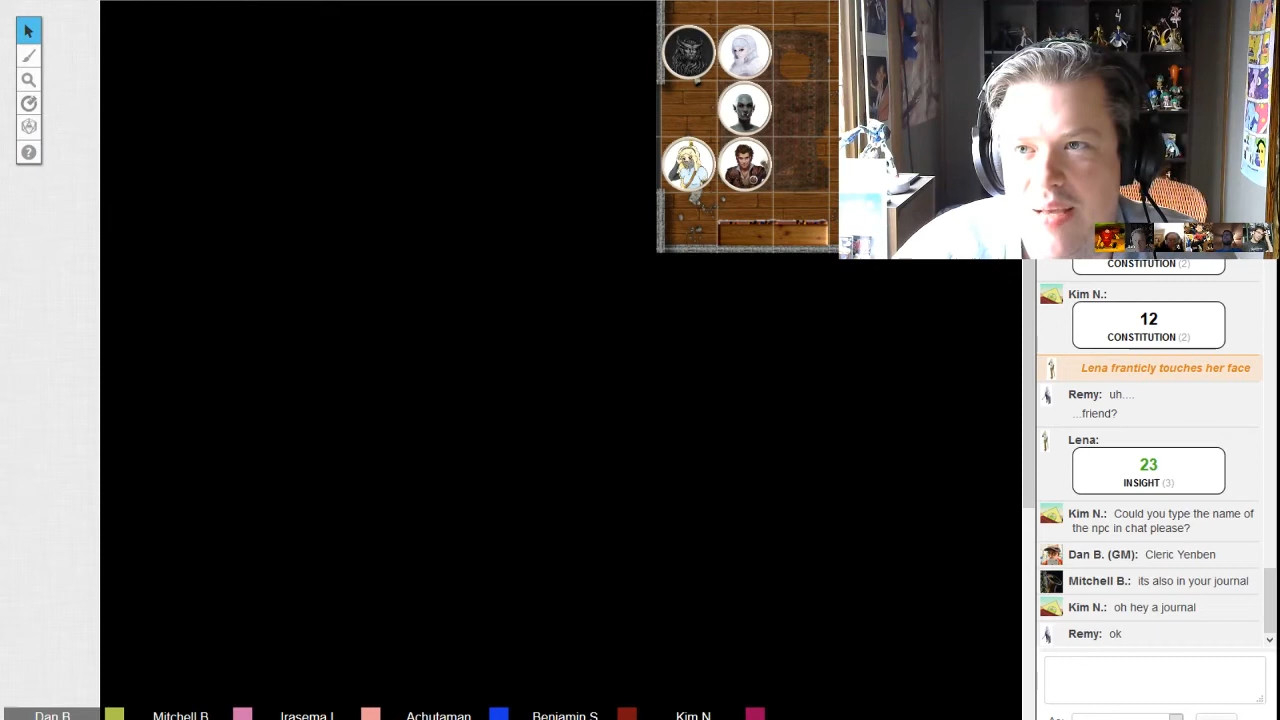 CONSTITUTION (2)
Kim N.:
12
CONSTITUTION (2)
Lena franticly touches her face
Remy: uh....
...friend?
Lena:
23
INSIGHT (3)
Kim N.: Could you type the name of
the npc in chat please?
Dan B. (GM): Cleric Yenben
Mitchell B.: its also in your journal
Kim N.: oh hey a journal
Remy: ok
Dan B. Mitchell B. Irasema L. Achutaman Benjamin S. Kim N.